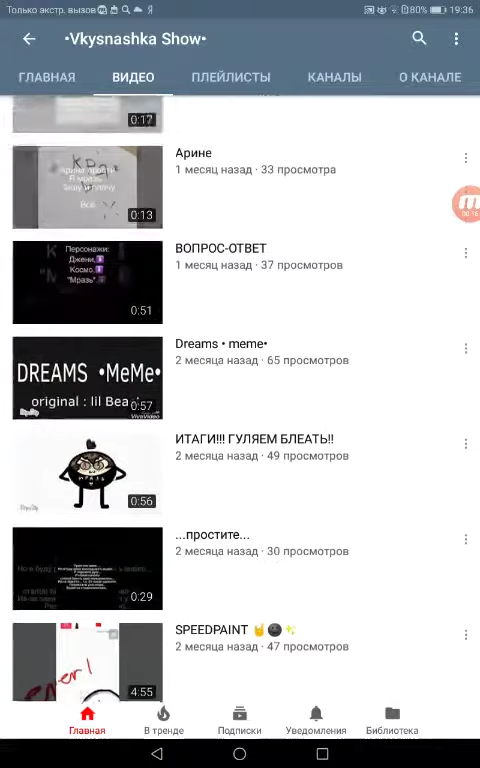 Только экстр. вызов
80%
19:36
•Vkysnashka Show•
ГЛАВНАЯ
ВИДЕО
ПЛЕЙЛИСТЫ
КАНАЛЫ
О КАНАЛЕ
0:17
Арине
1 месяц назад · 33 просмотра
Всё
0:13
ВОПРОС-ОТВЕТ
1 месяц назад · 37 просмотров
Персонажи:
Джени.
Космо.
"Мразь".
0:51
Dreams • meme•
2 месяца назад · 65 просмотров
DREAMS •MeMe•
original : lil Bea
0:57
VivaVideo
ИТАГИ!!! ГУЛЯЕМ БЛЕАТЬ!!
2 месяца назад · 49 просмотров
МРАЗЬ
0:56
...простите...
2 месяца назад · 30 просмотров
0:29
SPEEDPAINT 🤘🌚✨
2 месяца назад · 47 просмотров
4:55
Главная
В тренде
Подписки
Уведомления
Библиотека